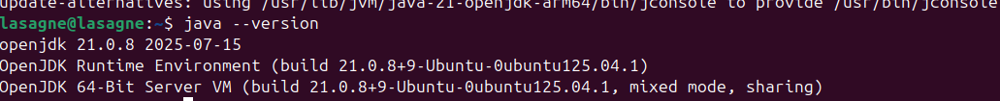 update-alternatives: using /usr/lib/jvm/java-21-openjdk-arm64/bin/jconsole to provide /usr/bin/jconsole
lasagne@lasagne:~$ java --version
openjdk 21.0.8 2025-07-15
OpenJDK Runtime Environment (build 21.0.8+9-Ubuntu-0ubuntu125.04.1)
OpenJDK 64-Bit Server VM (build 21.0.8+9-Ubuntu-0ubuntu125.04.1, mixed mode, sharing)